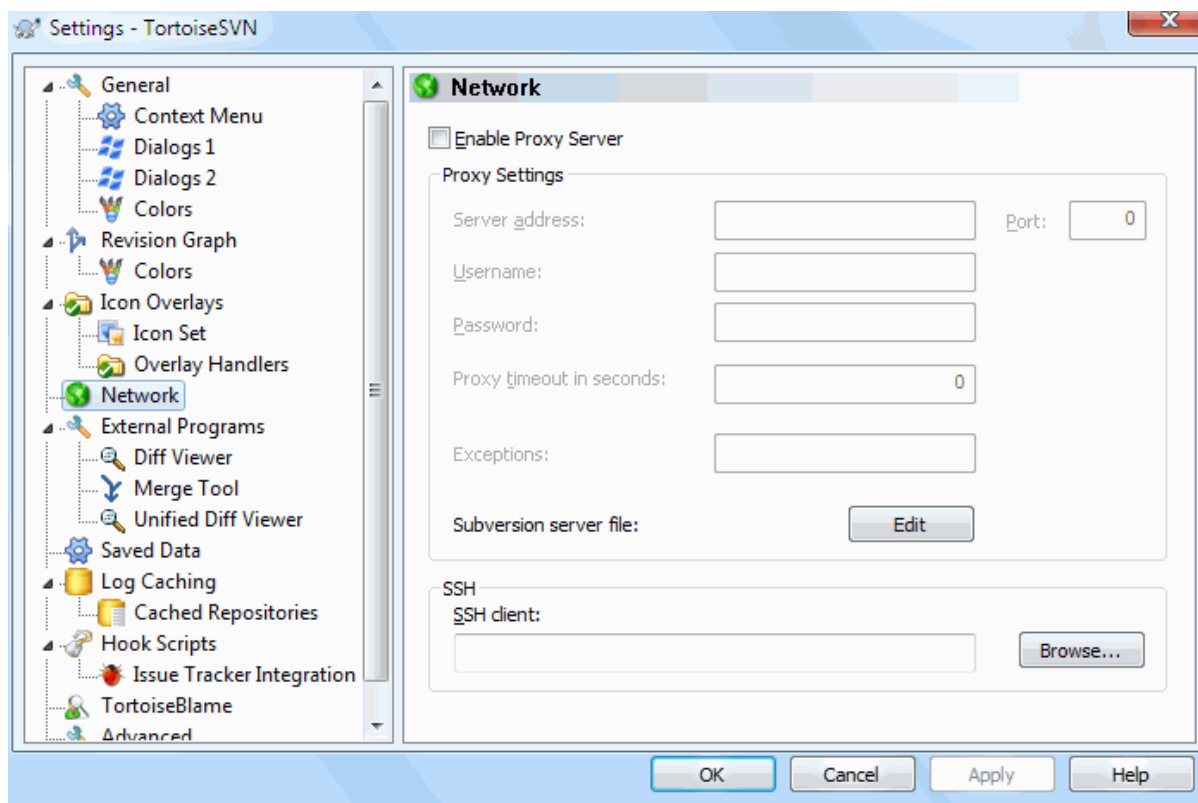 Settings - TortoiseSVN
General
Context Menu
Dialogs 1
Dialogs 2
Colors
Revision Graph
Colors
Icon Overlays
Icon Set
Overlay Handlers
Network
External Programs
Diff Viewer
Merge Tool
Unified Diff Viewer
Saved Data
Log Caching
Cached Repositories
Hook Scripts
Issue Tracker Integration
TortoiseBlame
Advanced
Network
Enable Proxy Server
Proxy Settings
Server address:
Port: 0
Username:
Password:
Proxy timeout in seconds: 0
Exceptions:
Subversion server file: Edit
SSH
SSH client:
Browse...
OK Cancel Apply Help